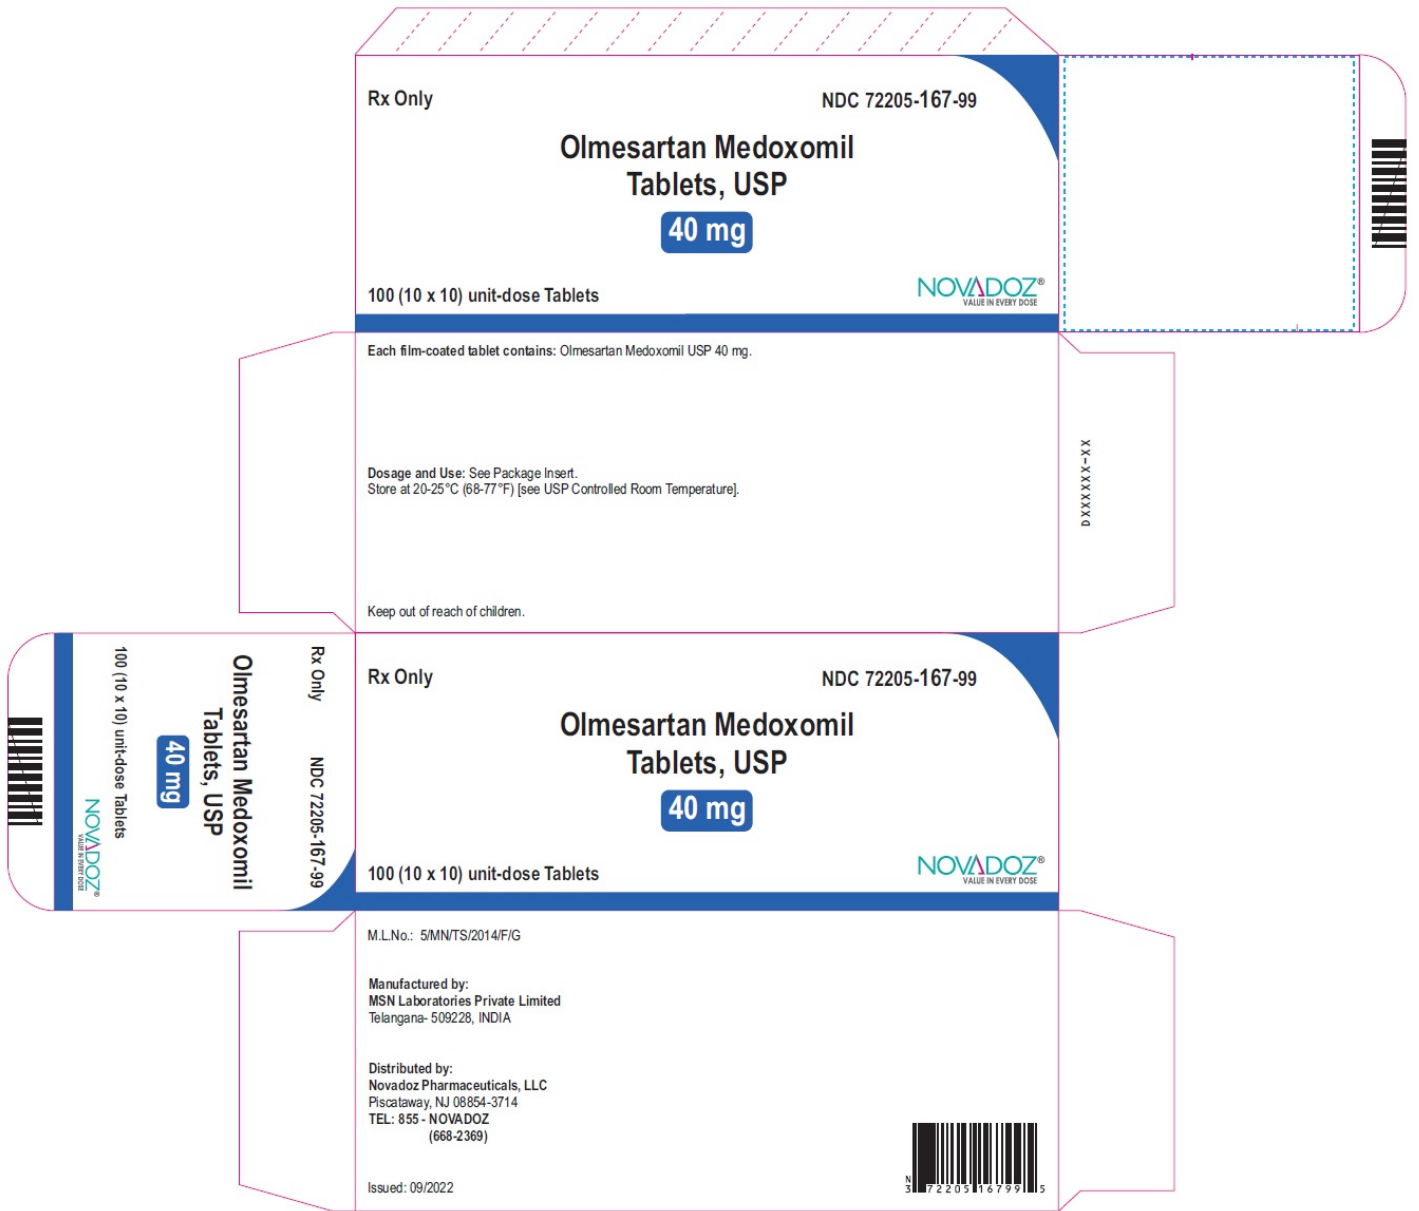 Rx Only
NDC 72205-167-99
Olmesartan Medoxomil
Tablets, USP
40 mg
100 (10 x 10) unit-dose Tablets
NOVADOZ®
VALUE IN EVERY DOSE
Each film-coated tablet contains: Olmesartan Medoxomil USP 40 mg.
Dosage and Use: See Package Insert.
Store at 20-25°C (68-77°F) [see USP Controlled Room Temperature].
Keep out of reach of children.
DXXXXXX-XX
Rx Only
NDC 72205-167-99
Olmesartan Medoxomil
Tablets, USP
40 mg
100 (10 x 10) unit-dose Tablets
NOVADOZ®
VALUE IN EVERY DOSE
Rx Only
NDC 72205-167-99
Olmesartan Medoxomil
Tablets, USP
40 mg
100 (10 x 10) unit-dose Tablets
NOVADOZ®
VALUE IN EVERY DOSE
M.L.No.: 5/MN/TS/2014/F/G
Manufactured by:
MSN Laboratories Private Limited
Telangana- 509228, INDIA
Distributed by:
Novadoz Pharmaceuticals, LLC
Piscataway, NJ 08854-3714
TEL: 855 - NOVADOZ
(668-2369)
Issued: 09/2022
N
3 72205 16799 5